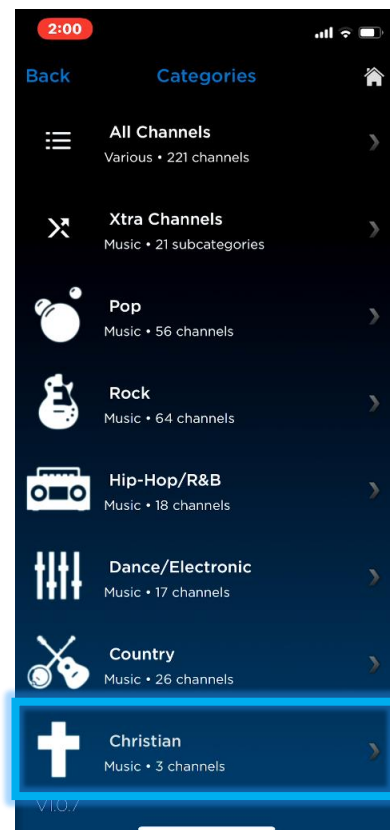 2:00
Back Categories
All Channels
Various • 221 channels
Xtra Channels
Music • 21 subcategories
Pop
Music • 56 channels
Rock
Music • 64 channels
Hip-Hop/R&B
Music • 18 channels
Dance/Electronic
Music • 17 channels
Country
Music • 26 channels
Christian
Music • 3 channels
V1.0.7